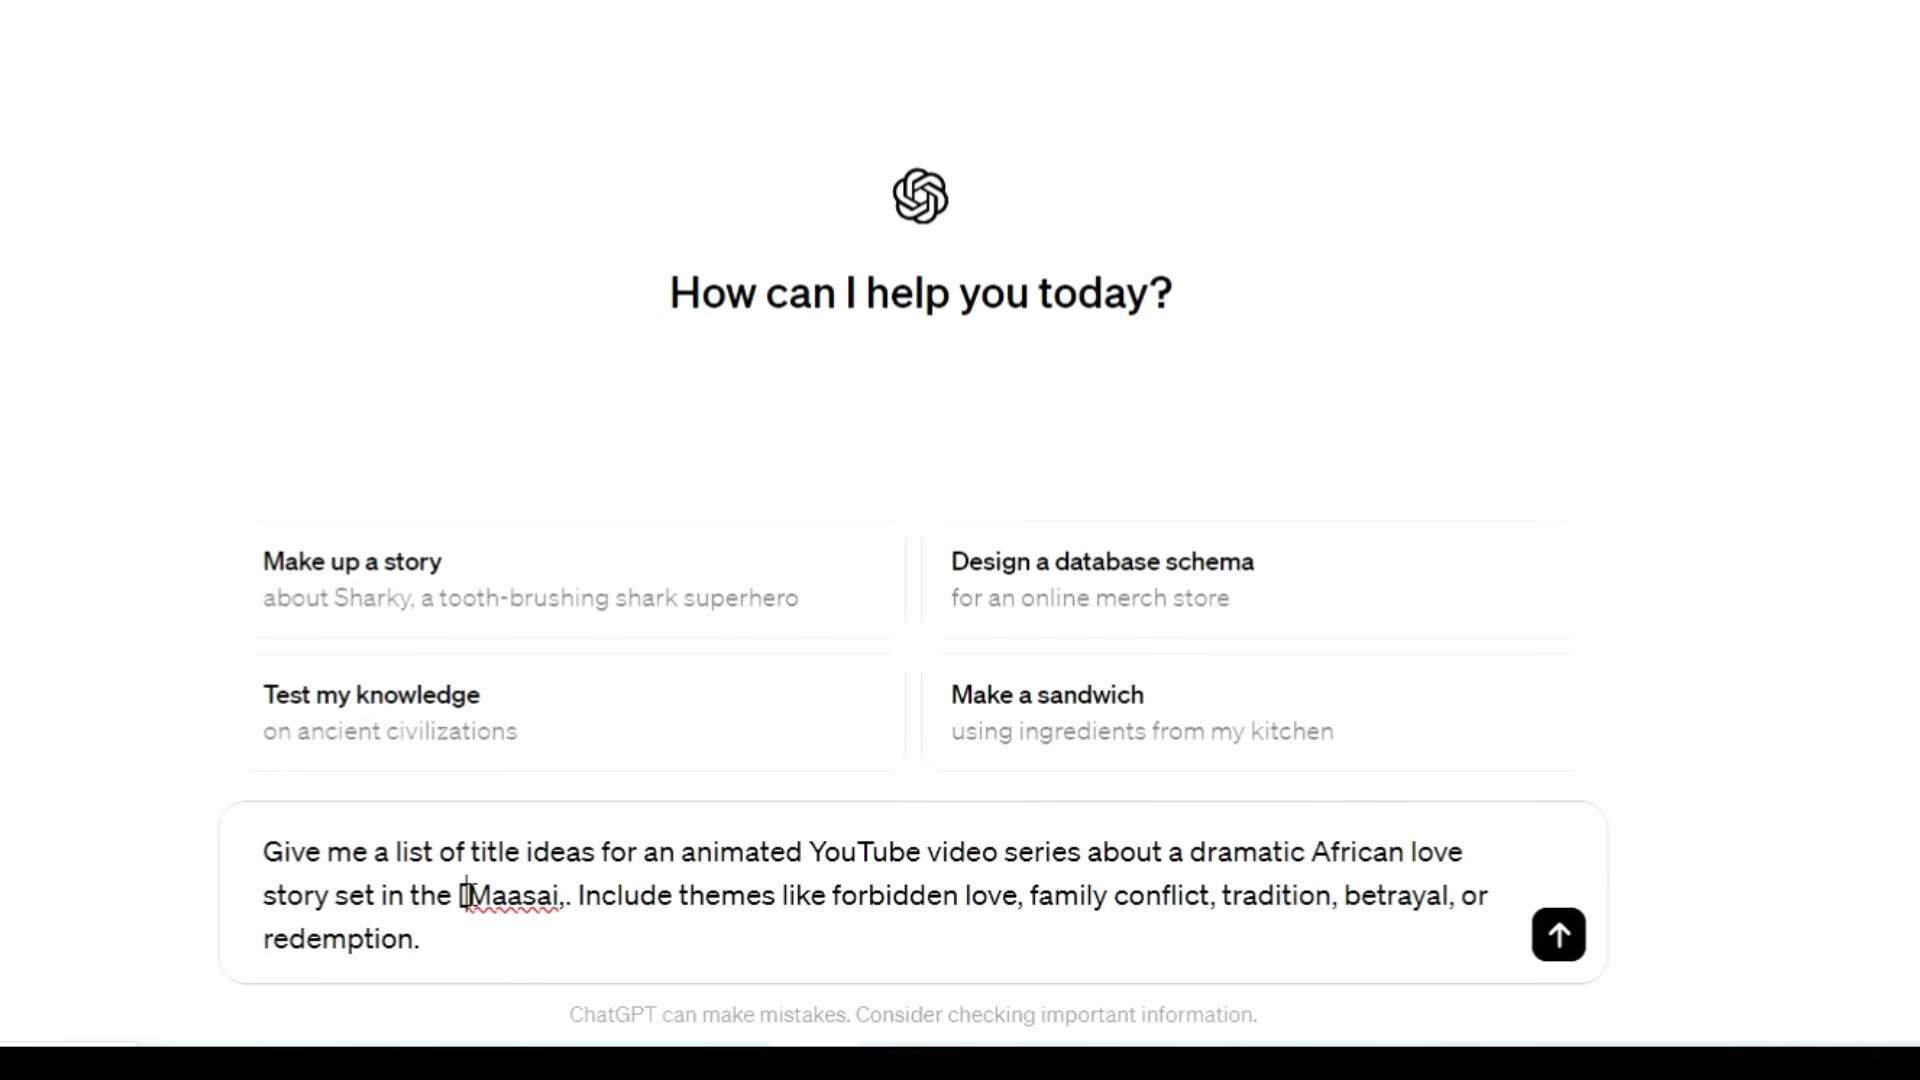 How can I help you today?
Make up a story
about Sharky, a tooth-brushing shark superhero
Design a database schema
for an online merch store
Test my knowledge
on ancient civilizations
Make a sandwich
using ingredients from my kitchen
Give me a list of title ideas for an animated YouTube video series about a dramatic African love
story set in the Maasai,. Include themes like forbidden love, family conflict, tradition, betrayal, or
redemption.
ChatGPT can make mistakes. Consider checking important information.